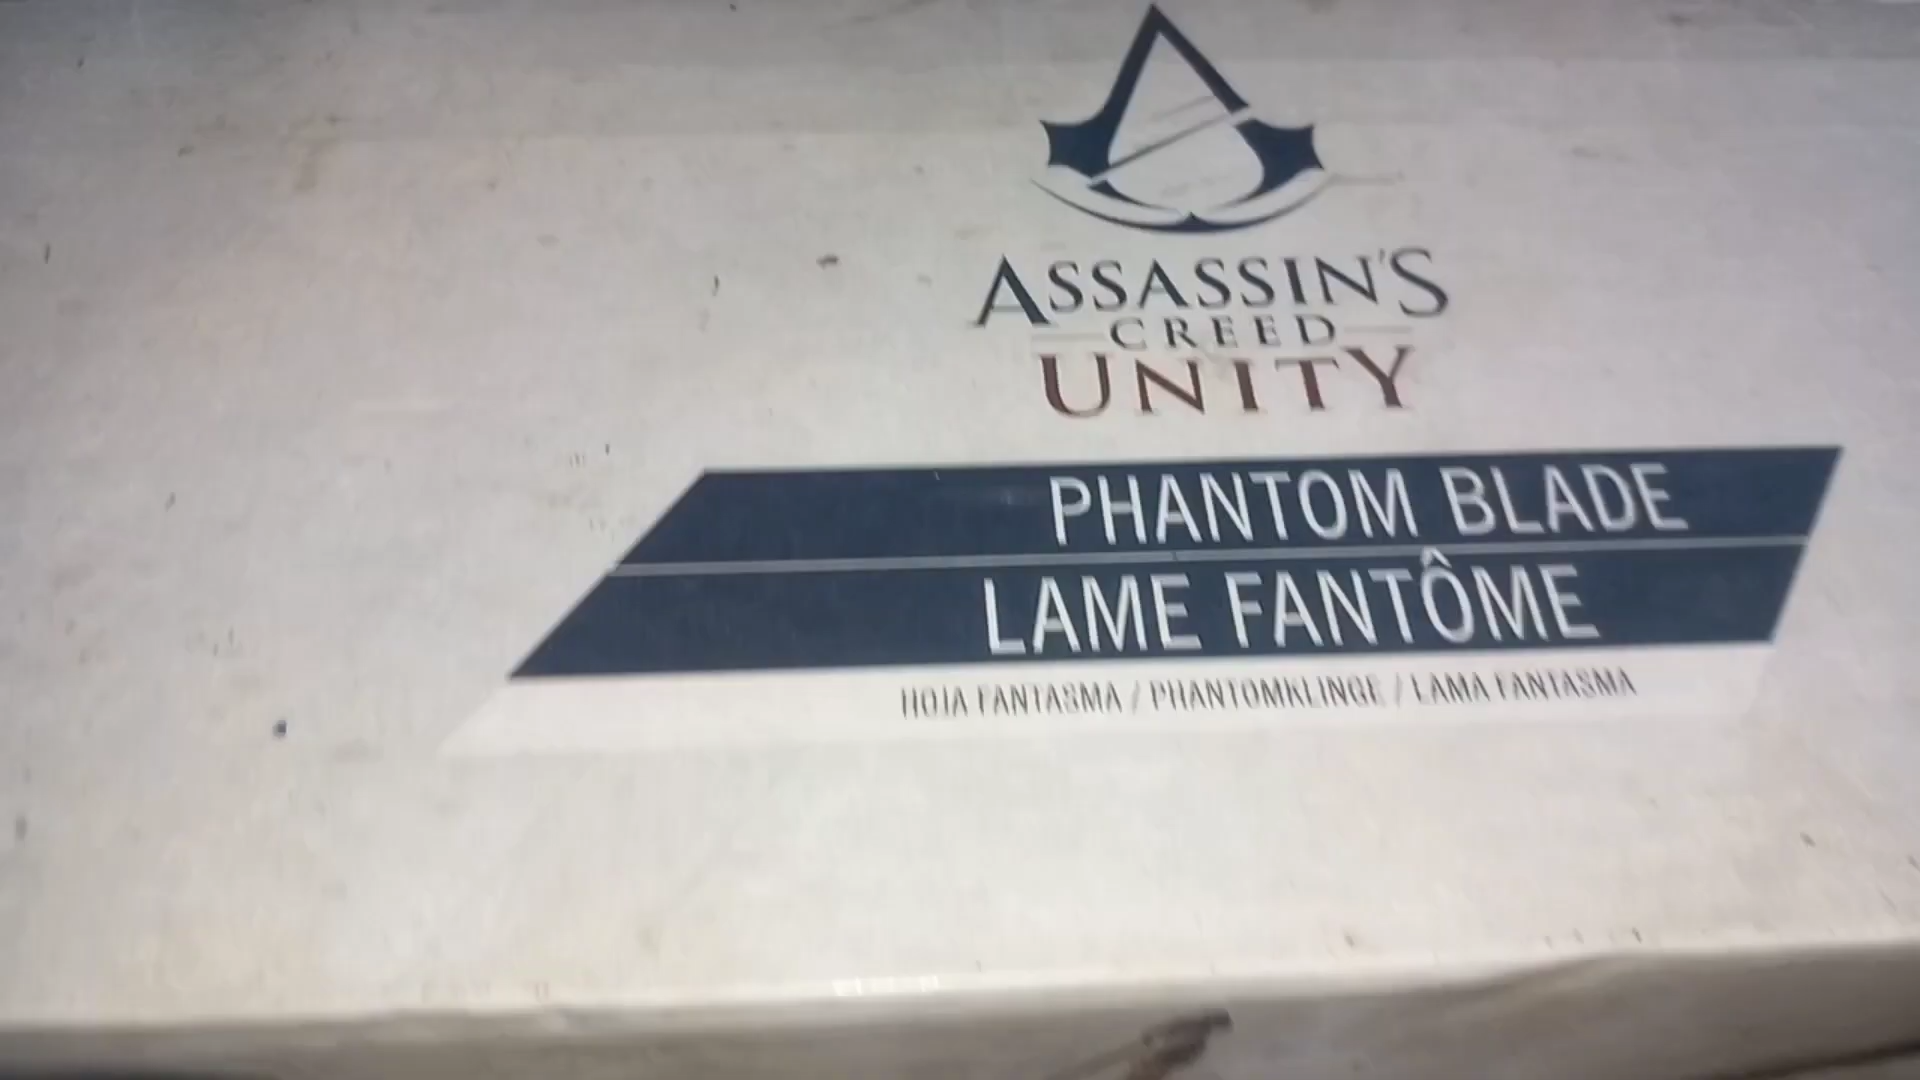 ASSASSIN'S
CREED
UNITY
PHANTOM BLADE
LAME FANTÔME
HOJA FANTASMA / PHANTOMKLINGE / LAMA FANTASMA